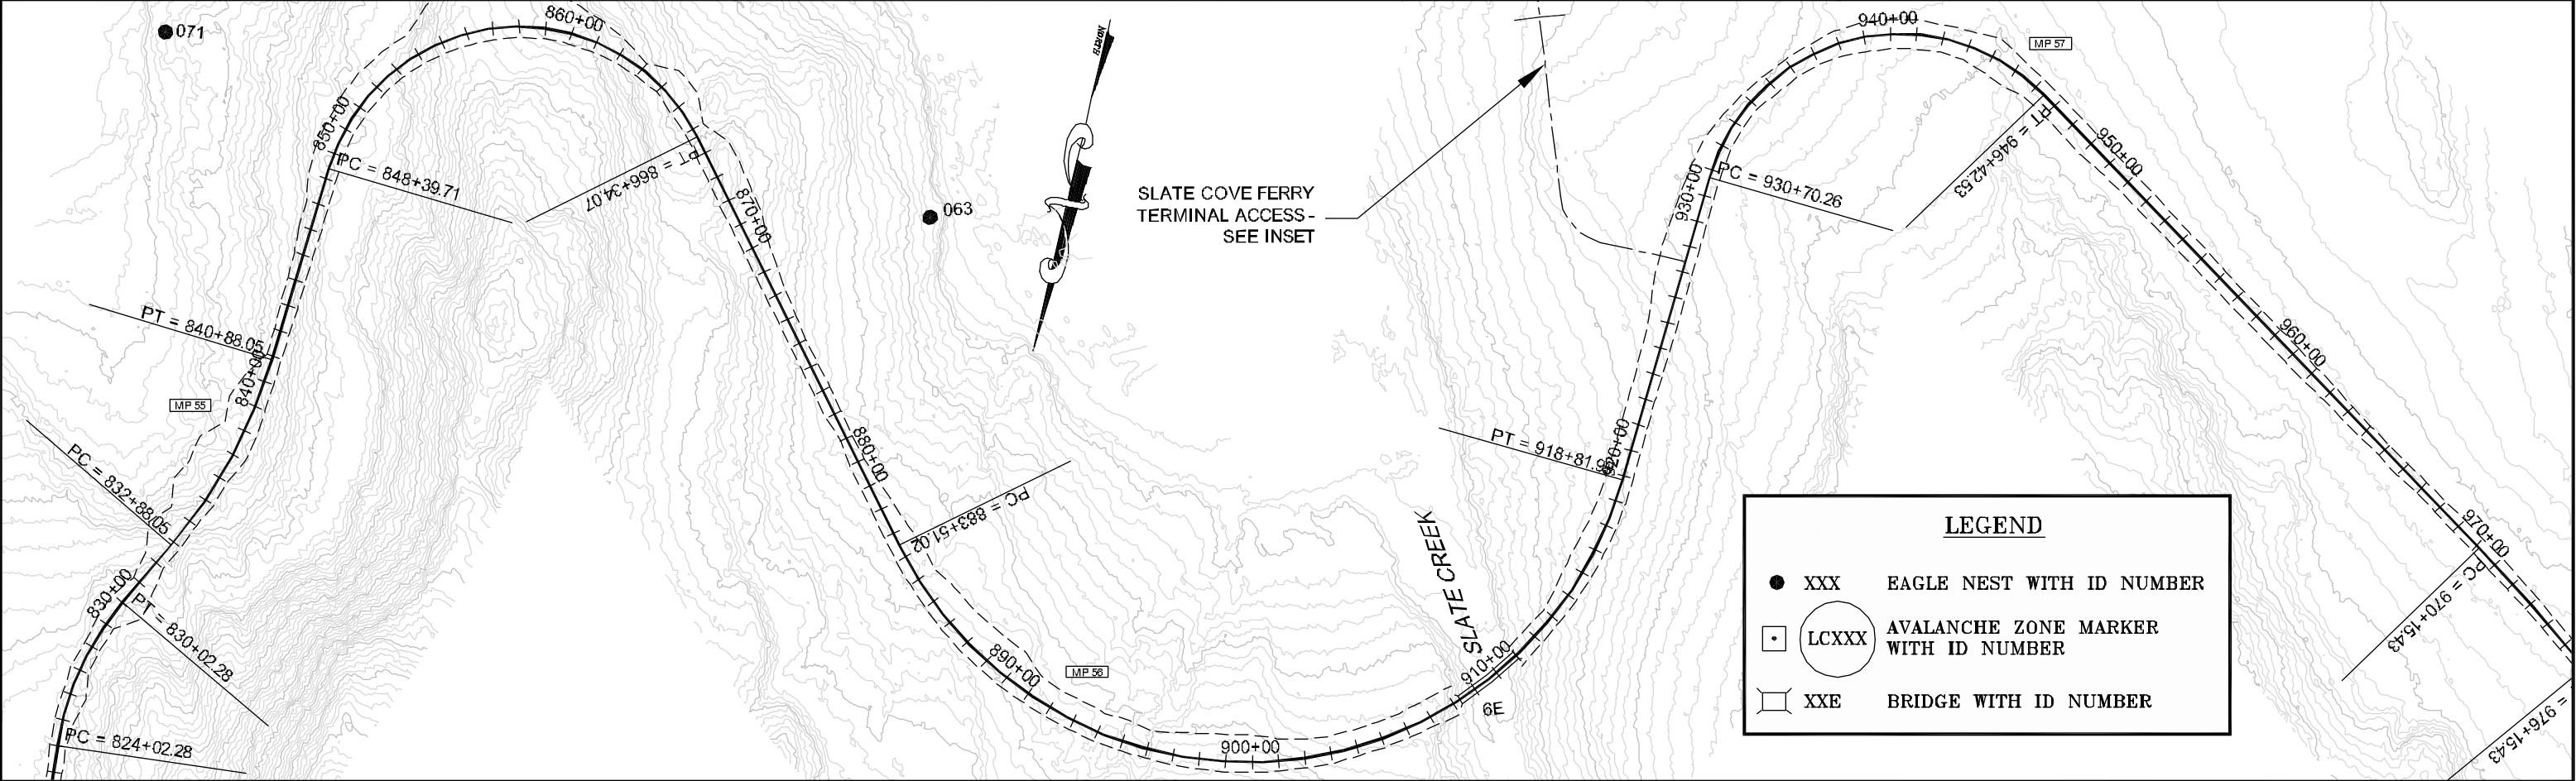 071
860+00
850+00
PC = 848+39.71
PT = 866+34.07
870+00
PT = 840+88.05
840+00
MP 55
PC = 832+88.05
830+00
PT = 830+02.28
PC = 824+02.28
063
NORTH
SLATE COVE FERRY
TERMINAL ACCESS -
SEE INSET
880+00
PC = 883+51.02
890+00
MP 56
900+00
SLATE CREEK
910+00
6E
PT = 918+81.9
920+00
930+00
PC = 930+70.26
940+00
MP 57
PT = 946+42.53
950+00
960+00
970+00
PC = 970+15.43
= 976+15.43
LEGEND
XXX EAGLE NEST WITH ID NUMBER
LCXXX AVALANCHE ZONE MARKER
WITH ID NUMBER
XXE BRIDGE WITH ID NUMBER